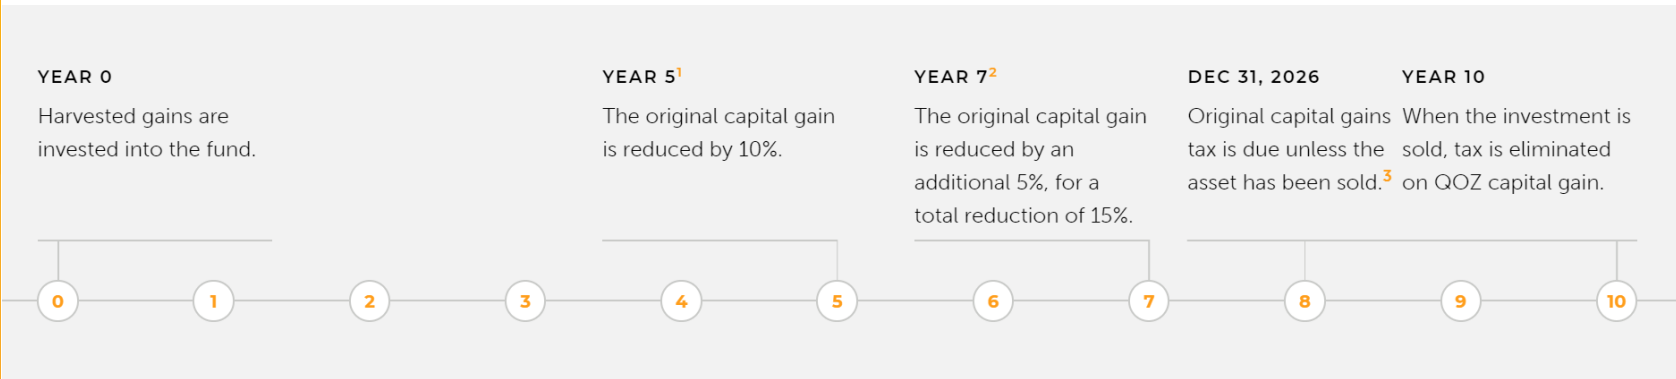 YEAR 0
Harvested gains are
invested into the fund.
YEAR 5¹
The original capital gain
is reduced by 10%.
YEAR 7²
The original capital gain
is reduced by an
additional 5%, for a
total reduction of 15%.
DEC 31, 2026
Original capital gains
tax is due unless the
asset has been sold.³
YEAR 10
When the investment is
sold, tax is eliminated
on QOZ capital gain.
0 1 2 3 4 5 6 7 8 9 10